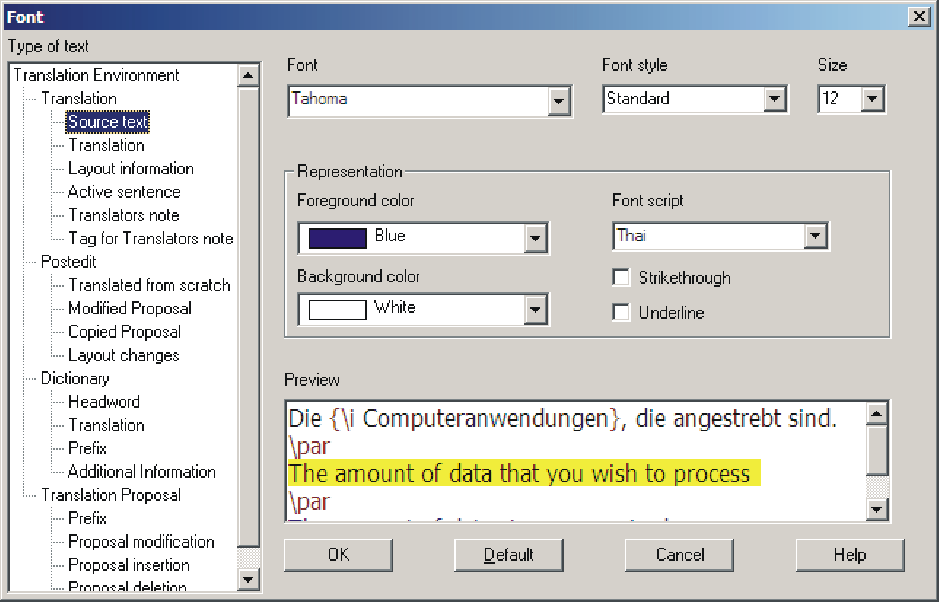 Font
Type of text
Translation Environment
Translation
Source text
Translation
Layout information
Active sentence
Translators note
Tag for Translators note
Postedit
Translated from scratch
Modified Proposal
Copied Proposal
Layout changes
Dictionary
Headword
Translation
Prefix
Additional Information
Translation Proposal
Prefix
Proposal modification
Proposal insertion
Proposal deletion
Font
Tahoma
Font style
Standard
Size
12
Representation
Foreground color
Blue
Background color
White
Font script
Thai
Strikethrough
Underline
Preview
Die {\i Computeranwendungen}, die angestrebt sind.
\par
The amount of data that you wish to process
\par
OK
Default
Cancel
Help